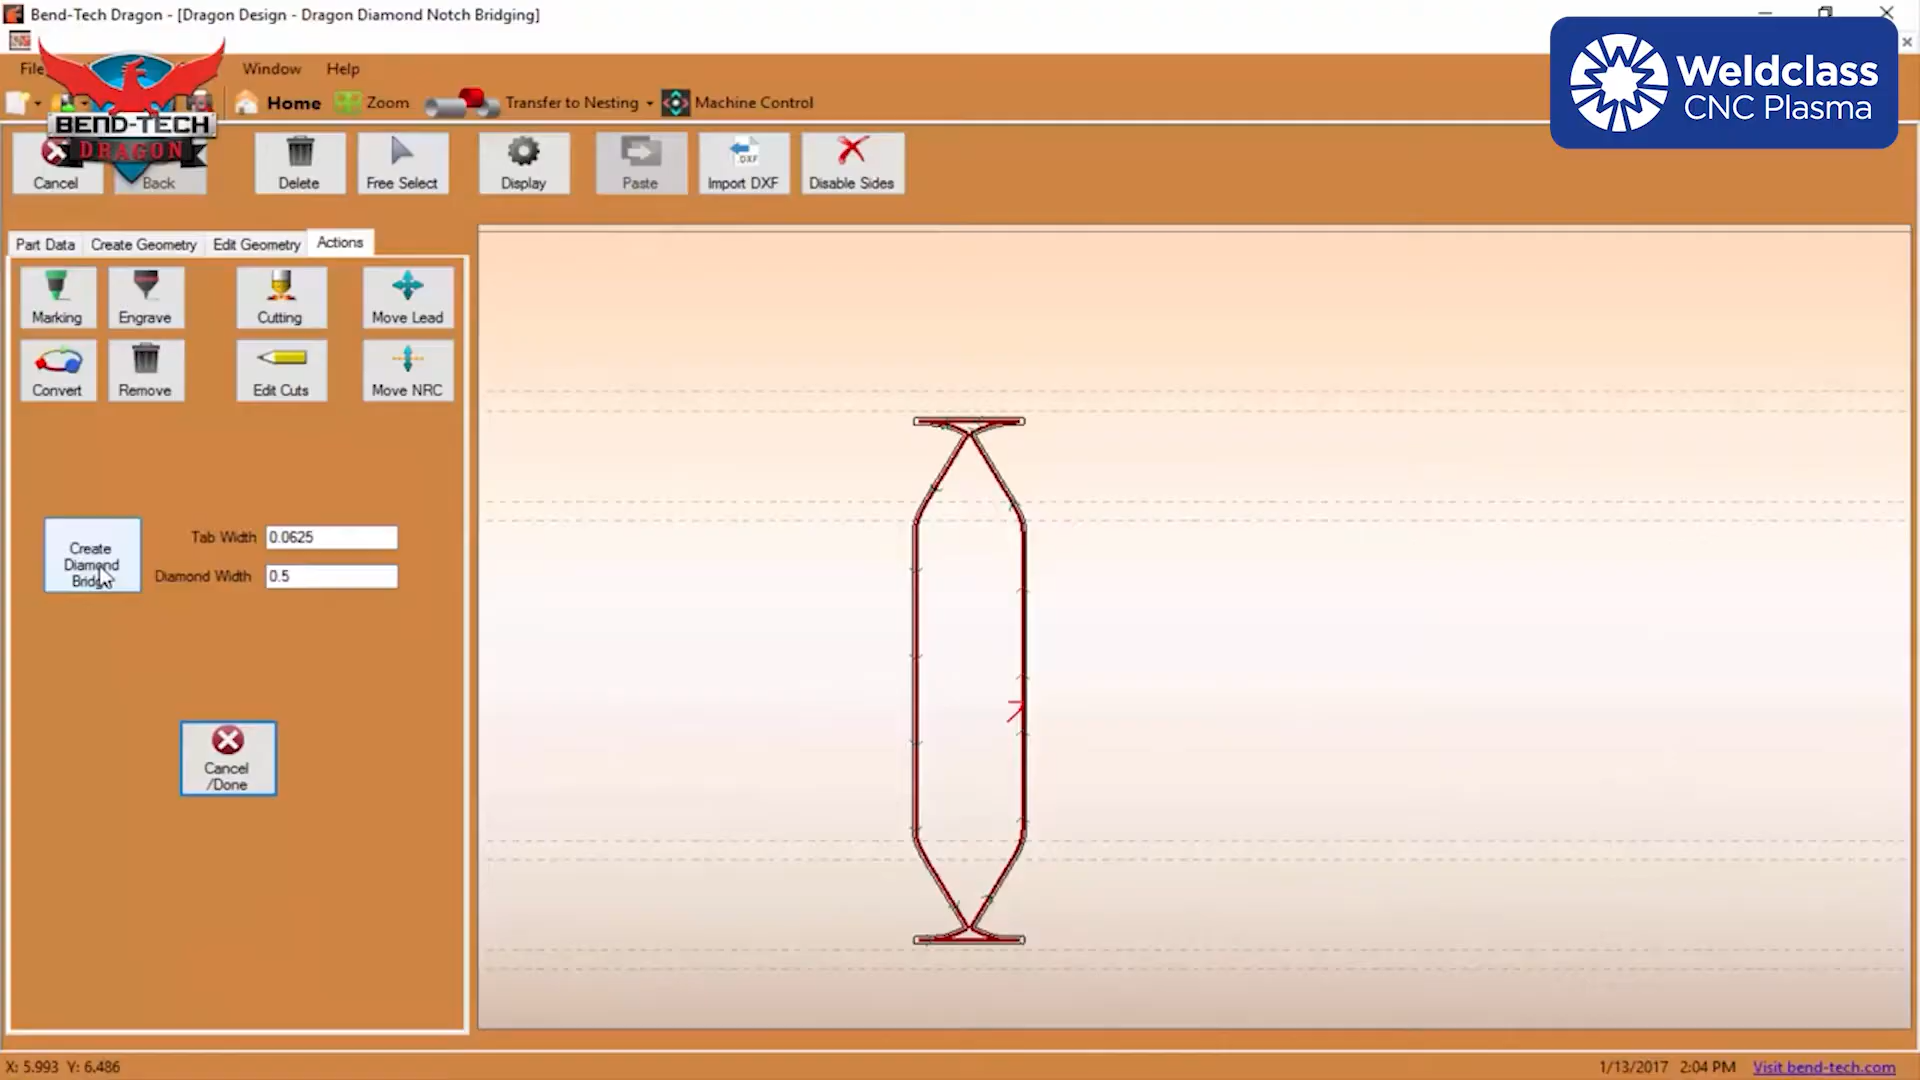 Bend-Tech Dragon - [Dragon Design - Dragon Diamond Notch Bridging]
File
Window
Help
Home
Zoom
Transfer to Nesting
Machine Control
BEND-TECH
DRAGON
Weldclass
CNC Plasma
Cancel
Back
Delete
Free Select
Display
Paste
.DXF
Import DXF
Disable Sides
Part Data
Create Geometry
Edit Geometry
Actions
Marking
Engrave
Cutting
Move Lead
Convert
Remove
Edit Cuts
Move NRC
Create
Diamond
Bridge
Tab Width
0.0625
Diamond Width
0.5
Cancel
/Done
X: 5.993 Y: 6.486
1/13/2017
2:04 PM
Visit bend-tech.com